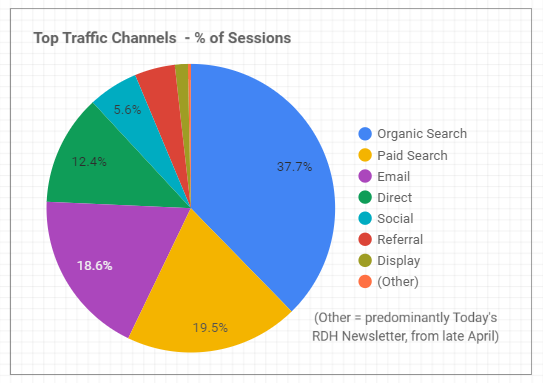 Top Traffic Channels - % of Sessions
5.6%
37.7%
12.4%
18.6%
19.5%
Organic Search
Paid Search
Email
Direct
Social
Referral
Display
(Other)
(Other = predominantly Today's
RDH Newsletter, from late April)